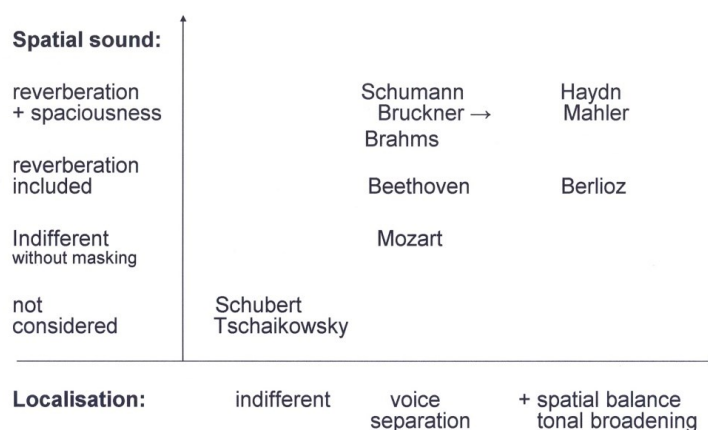 Spatial sound:
reverberation Schumann Haydn
+ spaciousness Bruckner → Mahler
Brahms
reverberation
included Beethoven Berlioz
Indifferent Mozart
without masking
not Schubert
considered Tschaikowsky
Localisation: indifferent voice + spatial balance
separation tonal broadening